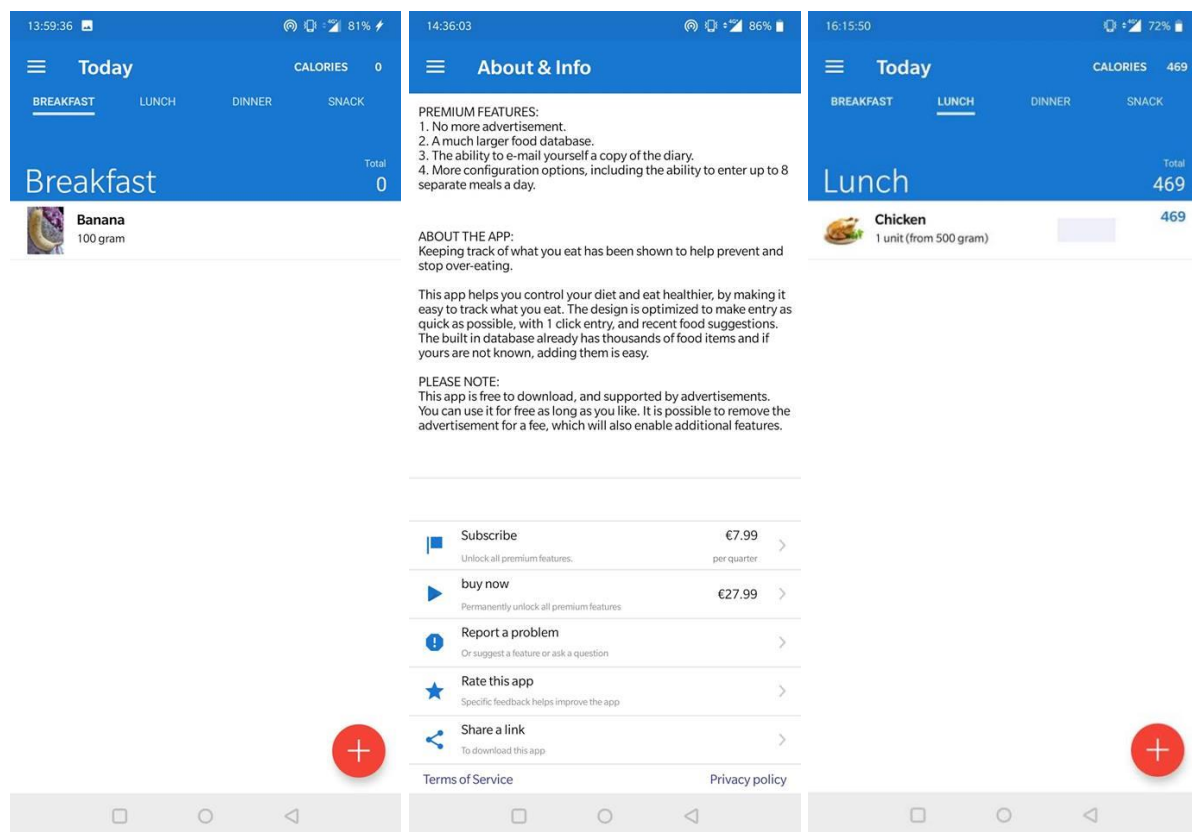 13:59:36 81%
Today CALORIES 0
BREAKFAST LUNCH DINNER SNACK
Total
Breakfast 0
Banana
100 gram
14:36:03 86%
About & Info
PREMIUM FEATURES:
1. No more advertisement.
2. A much larger food database.
3. The ability to e-mail yourself a copy of the diary.
4. More configuration options, including the ability to enter up to 8
separate meals a day.
ABOUT THE APP:
Keeping track of what you eat has been shown to help prevent and
stop over-eating.
This app helps you control your diet and eat healthier, by making it
easy to track what you eat. The design is optimized to make entry as
quick as possible, with 1 click entry, and recent food suggestions.
The built in database already has thousands of food items and if
yours are not known, adding them is easy.
PLEASE NOTE:
This app is free to download, and supported by advertisements.
You can use it for free as long as you like. It is possible to remove the
advertisement for a fee, which will also enable additional features.
Subscribe €7.99
Unlock all premium features. per quarter
buy now €27.99
Permanently unlock all premium features
Report a problem
Or suggest a feature or ask a question
Rate this app
Specific feedback helps improve the app
Share a link
To download this app
Terms of Service Privacy policy
16:15:50 72%
Today CALORIES 469
BREAKFAST LUNCH DINNER SNACK
Total
Lunch 469
Chicken 469
1 unit (from 500 gram)